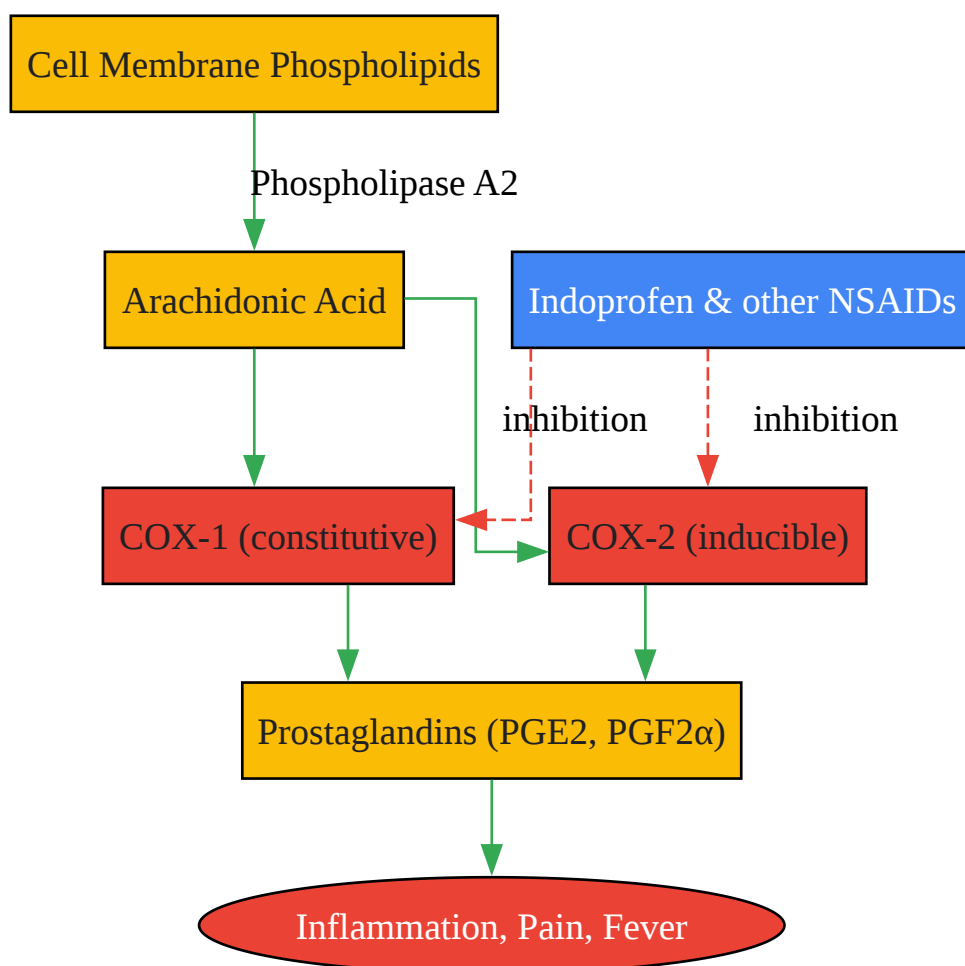 Cell Membrane Phospholipids
Phospholipase A2
Arachidonic Acid
Indoprofen & other NSAIDs
inhibition
inhibition
COX-1 (constitutive)
COX-2 (inducible)
Prostaglandins (PGE2, PGF2α)
Inflammation, Pain, Fever